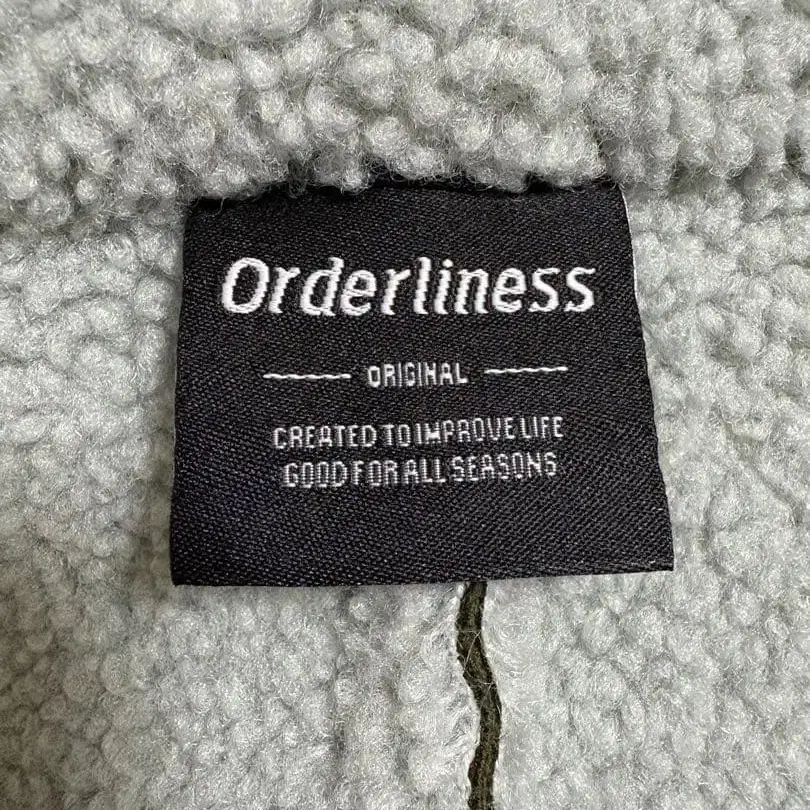 Orderliness
ORIGINAL
CREATED TO IMPROVE LIFE
GOOD FOR ALL SEASONS